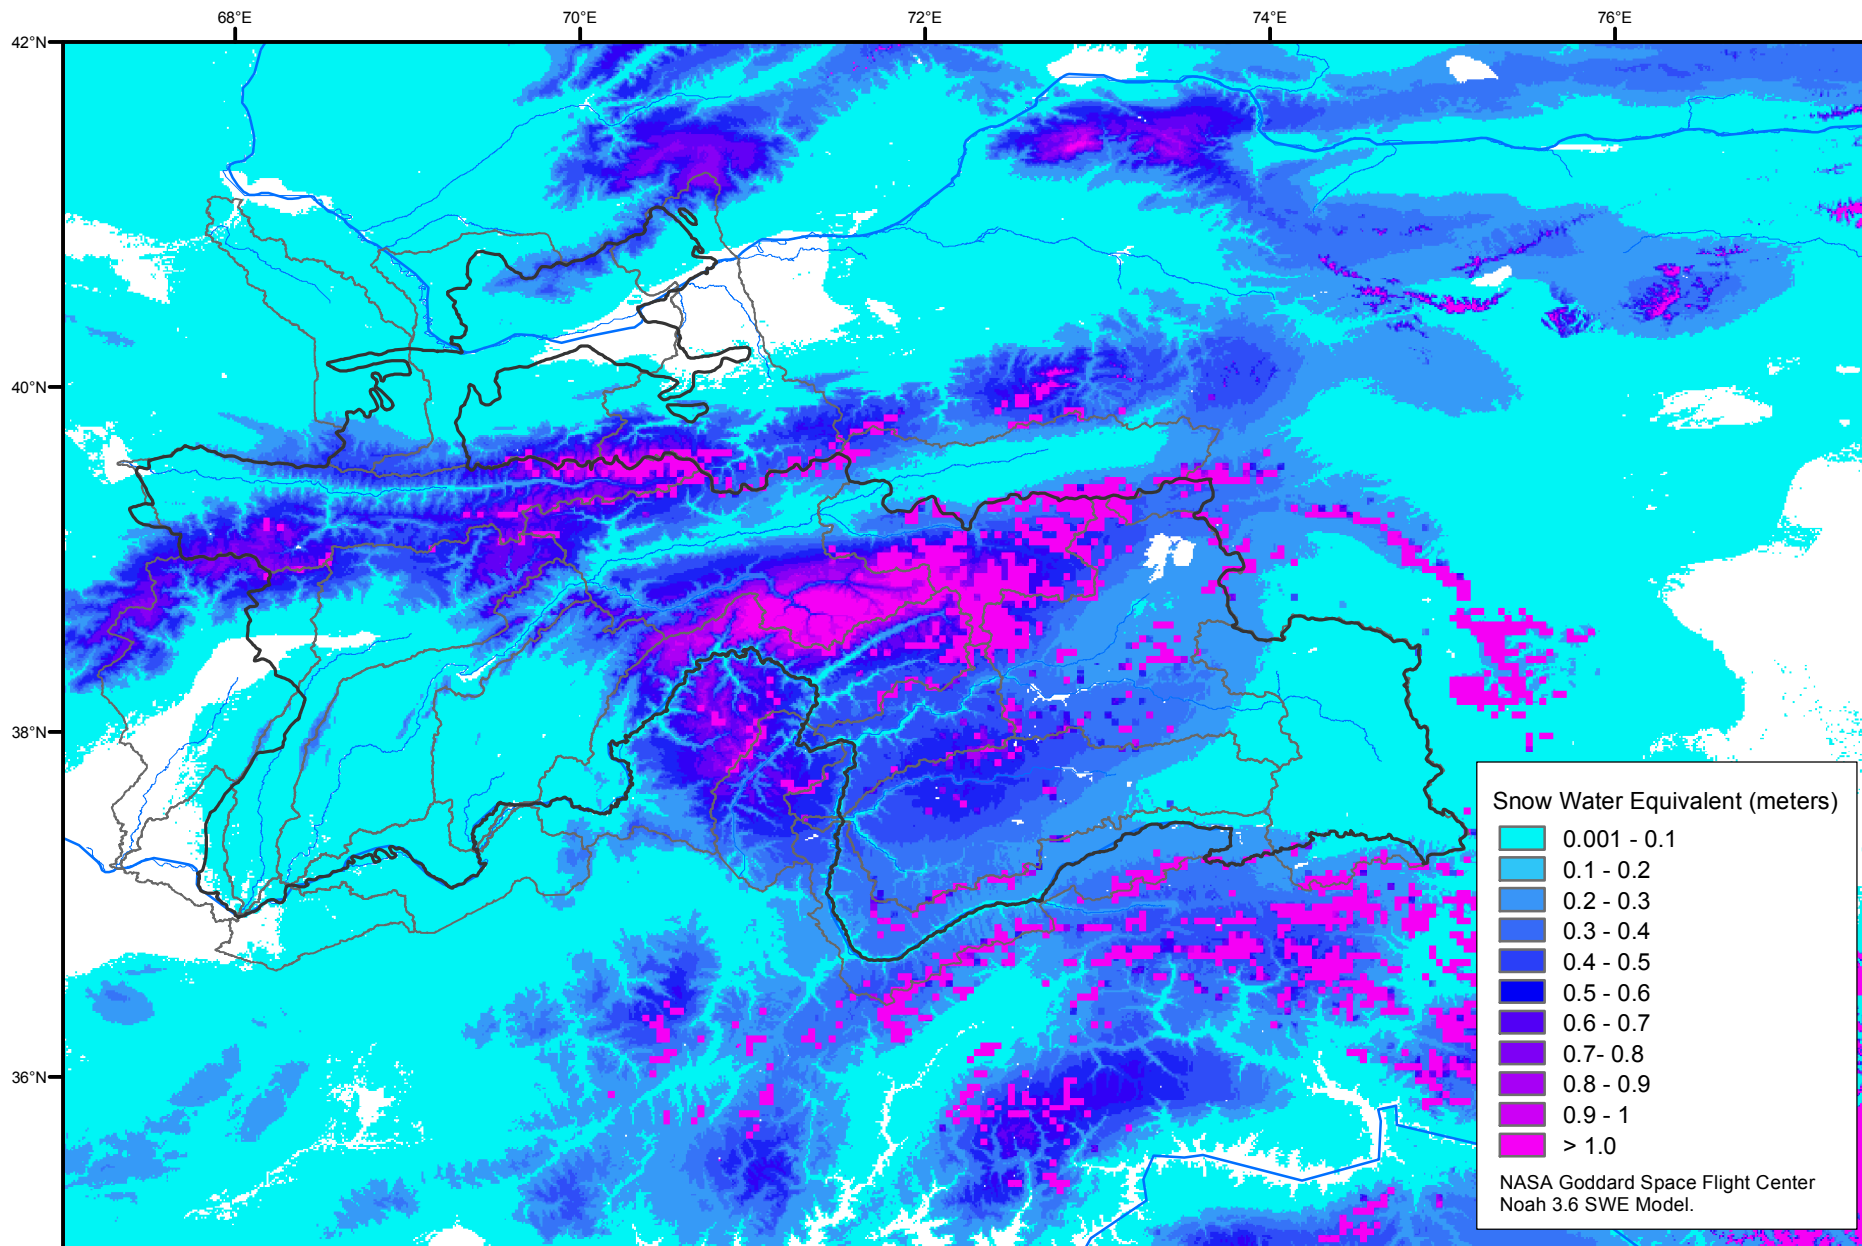 68°E 70°E 72°E 74°E 76°E
42°N
40°N
38°N
36°N
Snow Water Equivalent (meters)
0.001 - 0.1
0.1 - 0.2
0.2 - 0.3
0.3 - 0.4
0.4 - 0.5
0.5 - 0.6
0.6 - 0.7
0.7- 0.8
0.8 - 0.9
0.9 - 1
> 1.0
NASA Goddard Space Flight Center
Noah 3.6 SWE Model.